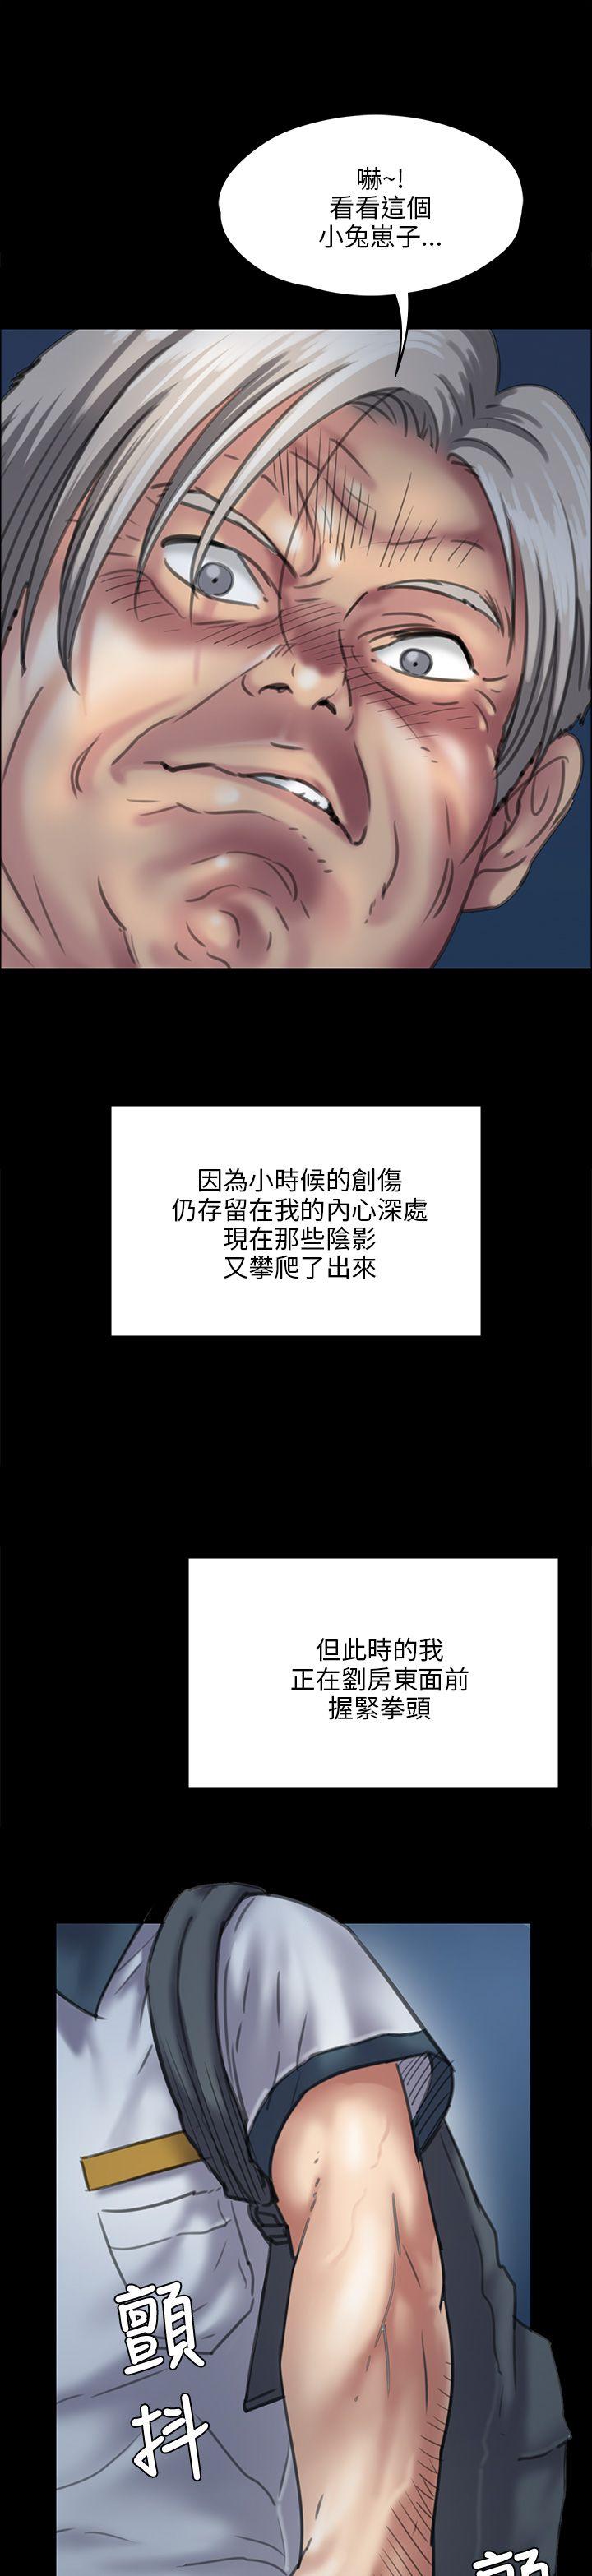 嚇~!
看看這個
小兔崽子...
因為小時候的創傷
仍存留在我的內心深處
現在那些陰影
又攀爬了出來
但此時的我
正在劉房東面前
握緊拳頭
顫
抖